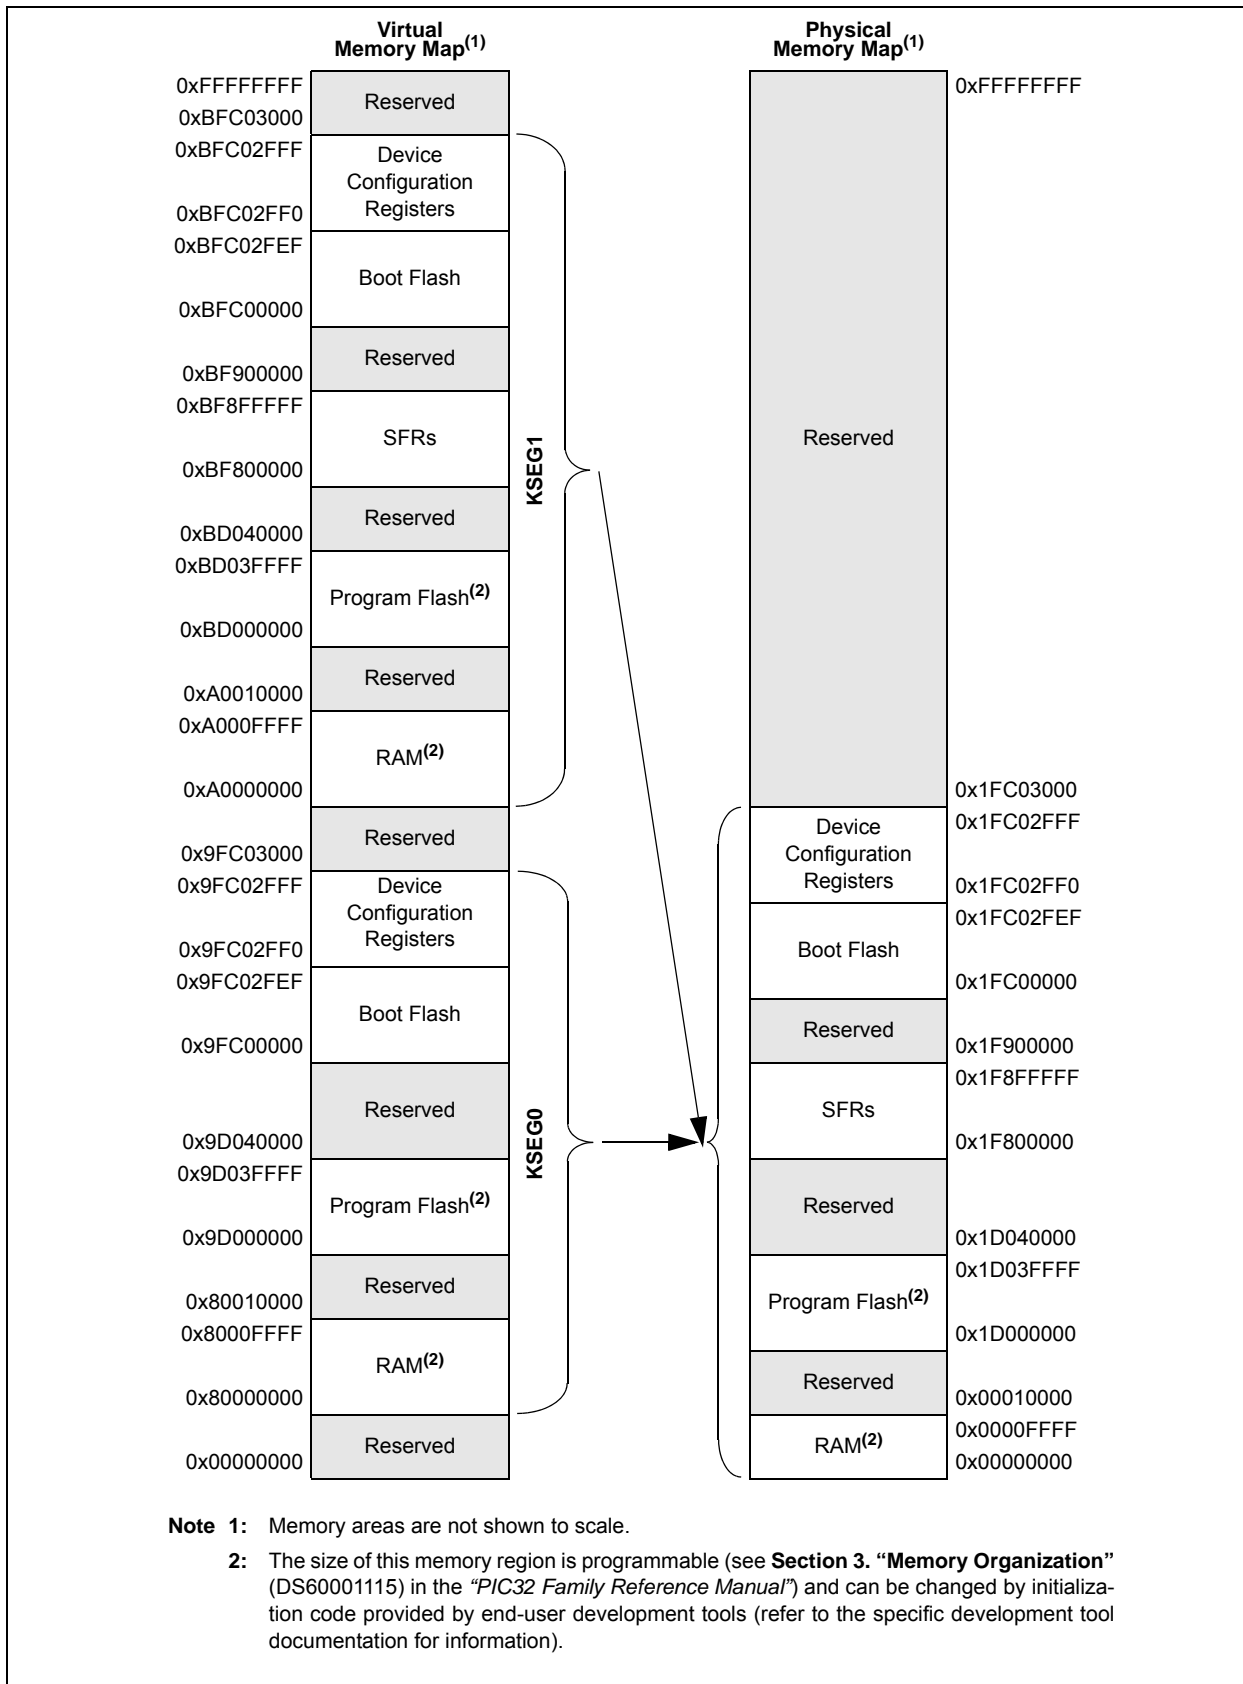 Virtual
Memory Map(1)
Physical
Memory Map(1)
0xFFFFFFFF
Reserved
0xBFC03000
0xBFC02FFF
Device
Configuration
Registers
0xBFC02FF0
0xBFC02FEF
Boot Flash
0xBFC00000
Reserved
0xBF900000
0xBF8FFFFF
SFRs
0xBF800000
Reserved
0xBD040000
0xBD03FFFF
Program Flash(2)
0xBD000000
Reserved
0xA0010000
0xA000FFFF
RAM(2)
0xA0000000
KSEG1
Reserved
0x9FC03000
0x9FC02FFF
Device
Configuration
Registers
0x9FC02FF0
0x9FC02FEF
Boot Flash
0x9FC00000
Reserved
0x9D040000
0x9D03FFFF
Program Flash(2)
0x9D000000
Reserved
0x80010000
0x8000FFFF
RAM(2)
0x80000000
KSEG0
Reserved
0x00000000
0xFFFFFFFF
Reserved
0x1FC03000
0x1FC02FFF
Device
Configuration
Registers
0x1FC02FF0
0x1FC02FEF
Boot Flash
0x1FC00000
Reserved
0x1F900000
0x1F8FFFFF
SFRs
0x1F800000
Reserved
0x1D040000
0x1D03FFFF
Program Flash(2)
0x1D000000
Reserved
0x00010000
0x0000FFFF
RAM(2)
0x00000000
Note 1: Memory areas are not shown to scale.
2: The size of this memory region is programmable (see Section 3. “Memory Organization”
(DS60001115) in the “PIC32 Family Reference Manual”) and can be changed by initializa-
tion code provided by end-user development tools (refer to the specific development tool
documentation for information).